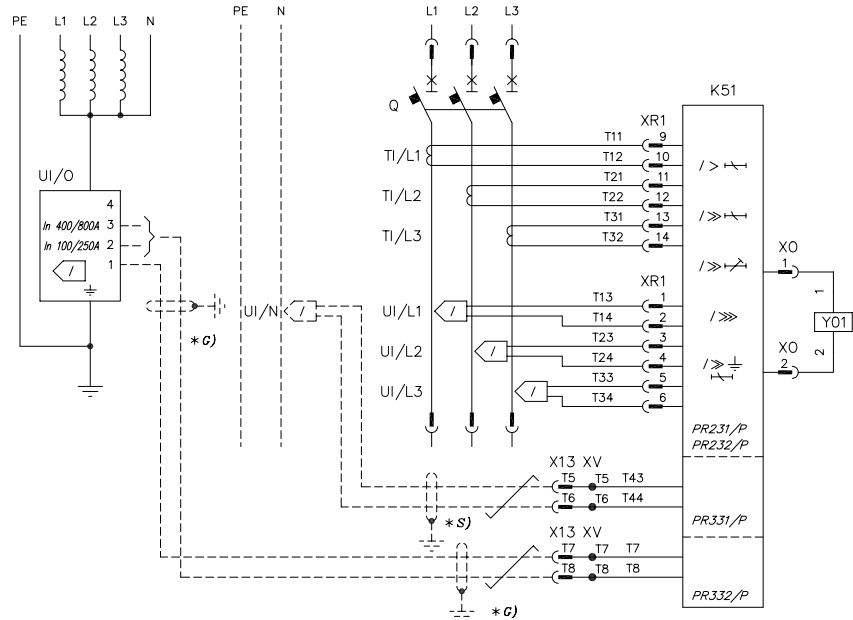 PE L1 L2 L3 N
PE N
L1 L2 L3
K51
Q
XR1
UI/O
4
In 400/800A 3
In 100/250A 2
1
/
TI/L1
TI/L2
TI/L3
T11 9
T12 10
T21 11
T22 12
T31 13
T32 14
/ >
/ ≫
/ ≫
/ ⋙
/ ≫
XO
1
1
Y01
2
XO
2
XR1
UI/N /
UI/L1 /
UI/L2 /
UI/L3 /
T13 1
T14 2
T23 3
T24 4
T33 5
T34 6
* G)
PR231/P
PR232/P
X13 XV
T5 T5 T43
T6 T6 T44
* S)
PR331/P
X13 XV
T7 T7 T7
T8 T8 T8
* G)
PR332/P